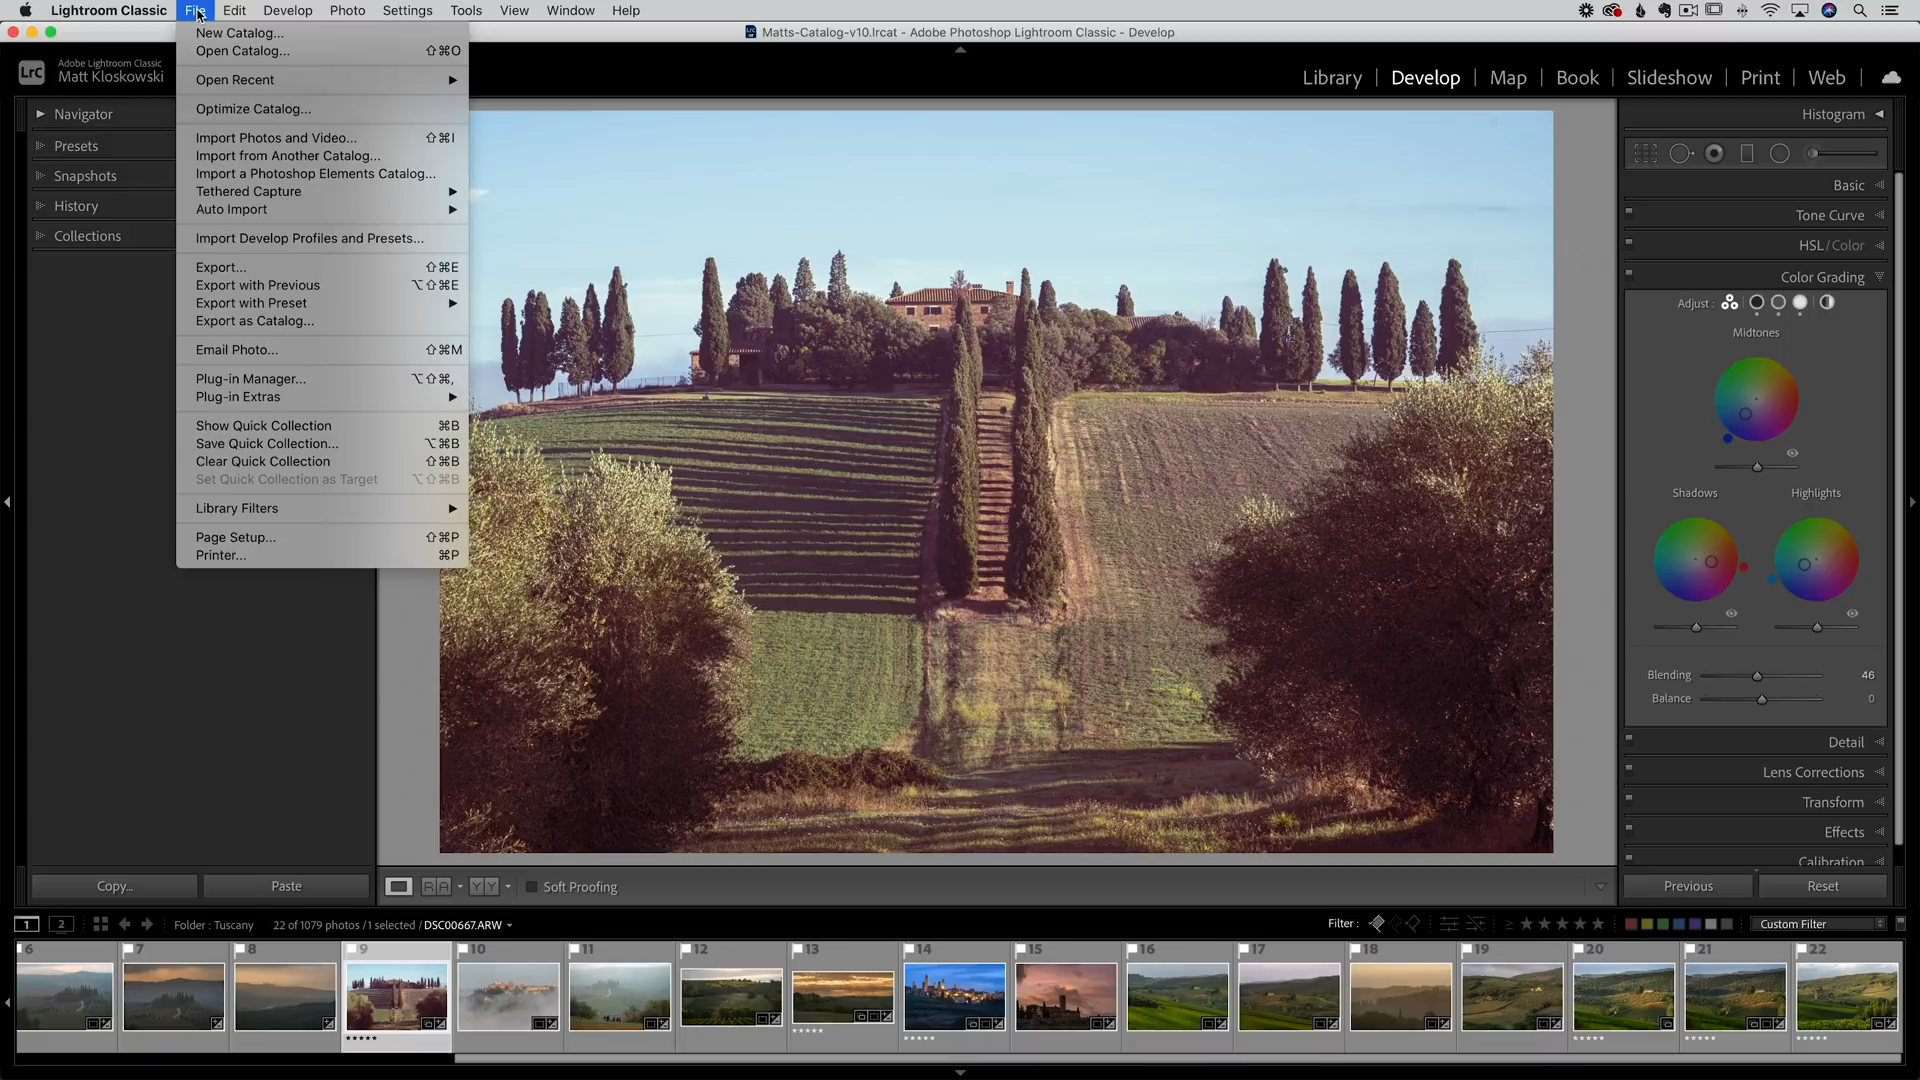 Lightroom Classic File Edit Develop Photo Settings Tools View Window Help
Matts-Catalog-v10.lrcat - Adobe Photoshop Lightroom Classic - Develop
LrC
Adobe Lightroom Classic
Matt Kloskowski
Library | Develop | Map | Book | Slideshow | Print | Web
New Catalog...
Open Catalog... ⇧⌘O
Open Recent
Optimize Catalog...
Import Photos and Video... ⇧⌘I
Import from Another Catalog...
Import a Photoshop Elements Catalog...
Tethered Capture
Auto Import
Import Develop Profiles and Presets...
Export... ⇧⌘E
Export with Previous ⌥⇧⌘E
Export with Preset
Export as Catalog...
Email Photo... ⇧⌘M
Plug-in Manager... ⌥⇧⌘,
Plug-in Extras
Show Quick Collection ⌘B
Save Quick Collection... ⌥⌘B
Clear Quick Collection ⇧⌘B
Set Quick Collection as Target ⌥⇧⌘B
Library Filters
Page Setup... ⇧⌘P
Printer... ⌘P
Navigator
Presets
Snapshots
History
Collections
Histogram
Basic
Tone Curve
HSL / Color
Color Grading
Adjust :
Midtones
Shadows Highlights
Blending 46
Balance 0
Detail
Lens Corrections
Transform
Effects
Calibration
Copy... Paste
R A Y Y Soft Proofing
Previous Reset
1 2 Folder : Tuscany 22 of 1079 photos / 1 selected / DSC00667.ARW
Filter : ≥ ★★★★★ Custom Filter
6 7 8 9 10 11 12 13 14 15 16 17 18 19 20 21 22